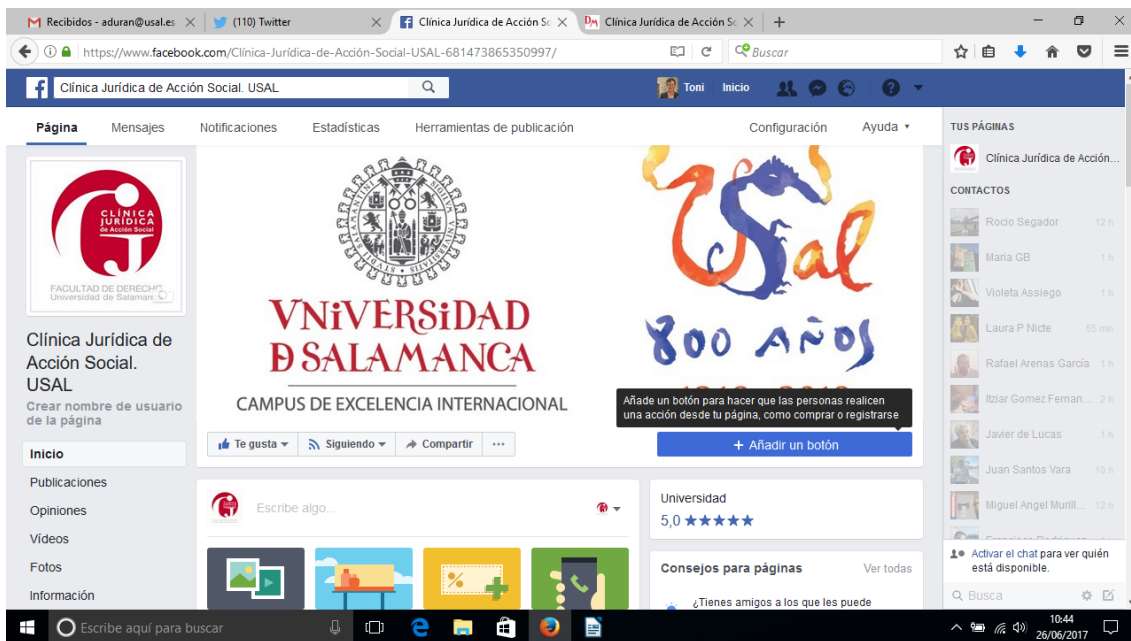 Recibidos - aduran@usal.es
(110) Twitter
Clínica Jurídica de Acción So
Clínica Jurídica de Acción So
https://www.facebook.com/Clínica-Jurídica-de-Acción-Social-USAL-681473865350997/
Buscar
Clínica Jurídica de Acción Social. USAL
Toni
Inicio
Página
Mensajes
Notificaciones
Estadísticas
Herramientas de publicación
Configuración
Ayuda
CLÍNICA
JURÍDICA
de Acción Social
FACULTAD DE DERECHO
Universidad de Salamanca
Clínica Jurídica de
Acción Social.
USAL
Crear nombre de usuario
de la página
Inicio
Publicaciones
Opiniones
Vídeos
Fotos
Información
VNiVERSiDAD
D SALAMANCA
CAMPUS DE EXCELENCIA INTERNACIONAL
Usal
800 AÑOS
Añade un botón para hacer que las personas realicen
una acción desde tu página, como comprar o registrarse
Te gusta
Siguiendo
Compartir
+ Añadir un botón
Escribe algo...
Universidad
5,0 ★★★★★
Consejos para páginas
Ver todas
¿Tienes amigos a los que les puede
TUS PÁGINAS
Clínica Jurídica de Acción...
CONTACTOS
Rocio Segador 12 h
Maria GB 1 h
Violeta Assiego 1 h
Laura P Nicte 55 min
Rafael Arenas García 1 h
Itziar Gomez Fernan... 2 h
Javier de Lucas 1 h
Juan Santos Vara 10 h
Miguel Angel Murill... 12 h
Activar el chat para ver quién
está disponible.
Busca
Escribe aquí para buscar
10:44
26/06/2017